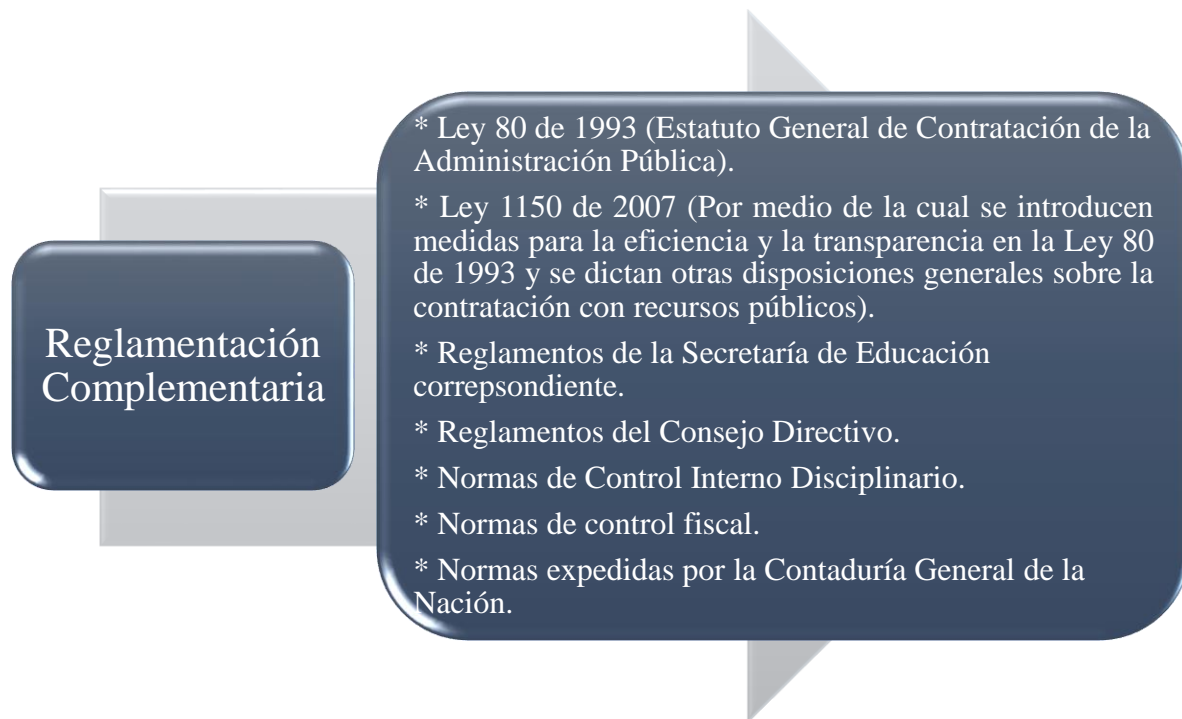 Reglamentación
Complementaria
* Ley 80 de 1993 (Estatuto General de Contratación de la
Administración Pública).
* Ley 1150 de 2007 (Por medio de la cual se introducen
medidas para la eficiencia y la transparencia en la Ley 80
de 1993 y se dictan otras disposiciones generales sobre la
contratación con recursos públicos).
* Reglamentos de la Secretaría de Educación
correpsondiente.
* Reglamentos del Consejo Directivo.
* Normas de Control Interno Disciplinario.
* Normas de control fiscal.
* Normas expedidas por la Contaduría General de la
Nación.